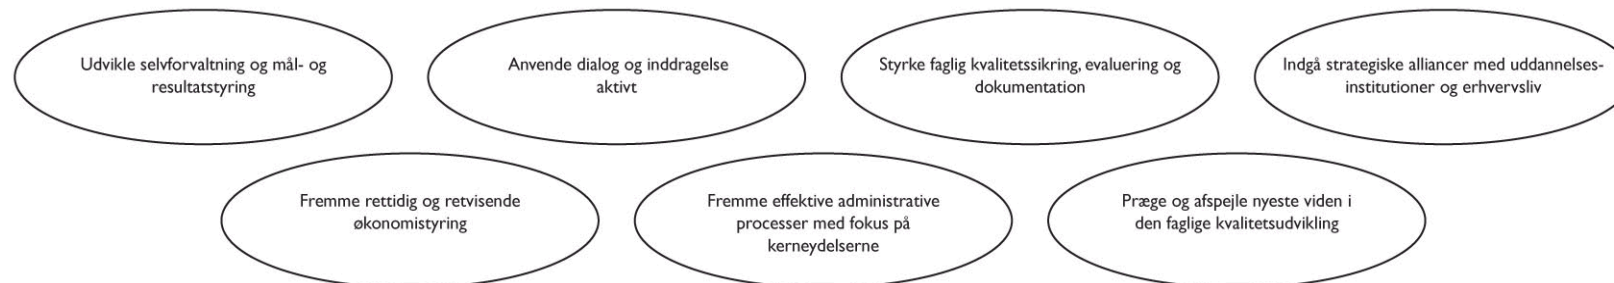 Udvikle selvforvaltning og mål- og
resultatstyring
Anvende dialog og inddragelse
aktivt
Styrke faglig kvalitetssikring, evaluering og
dokumentation
Indgå strategiske alliancer med uddannelses-
institutioner og erhvervsliv
Fremme rettidig og retvisende
økonomistyring
Fremme effektive administrative
processer med fokus på
kerneydelserne
Præge og afspejle nyeste viden i
den faglige kvalitetsudvikling